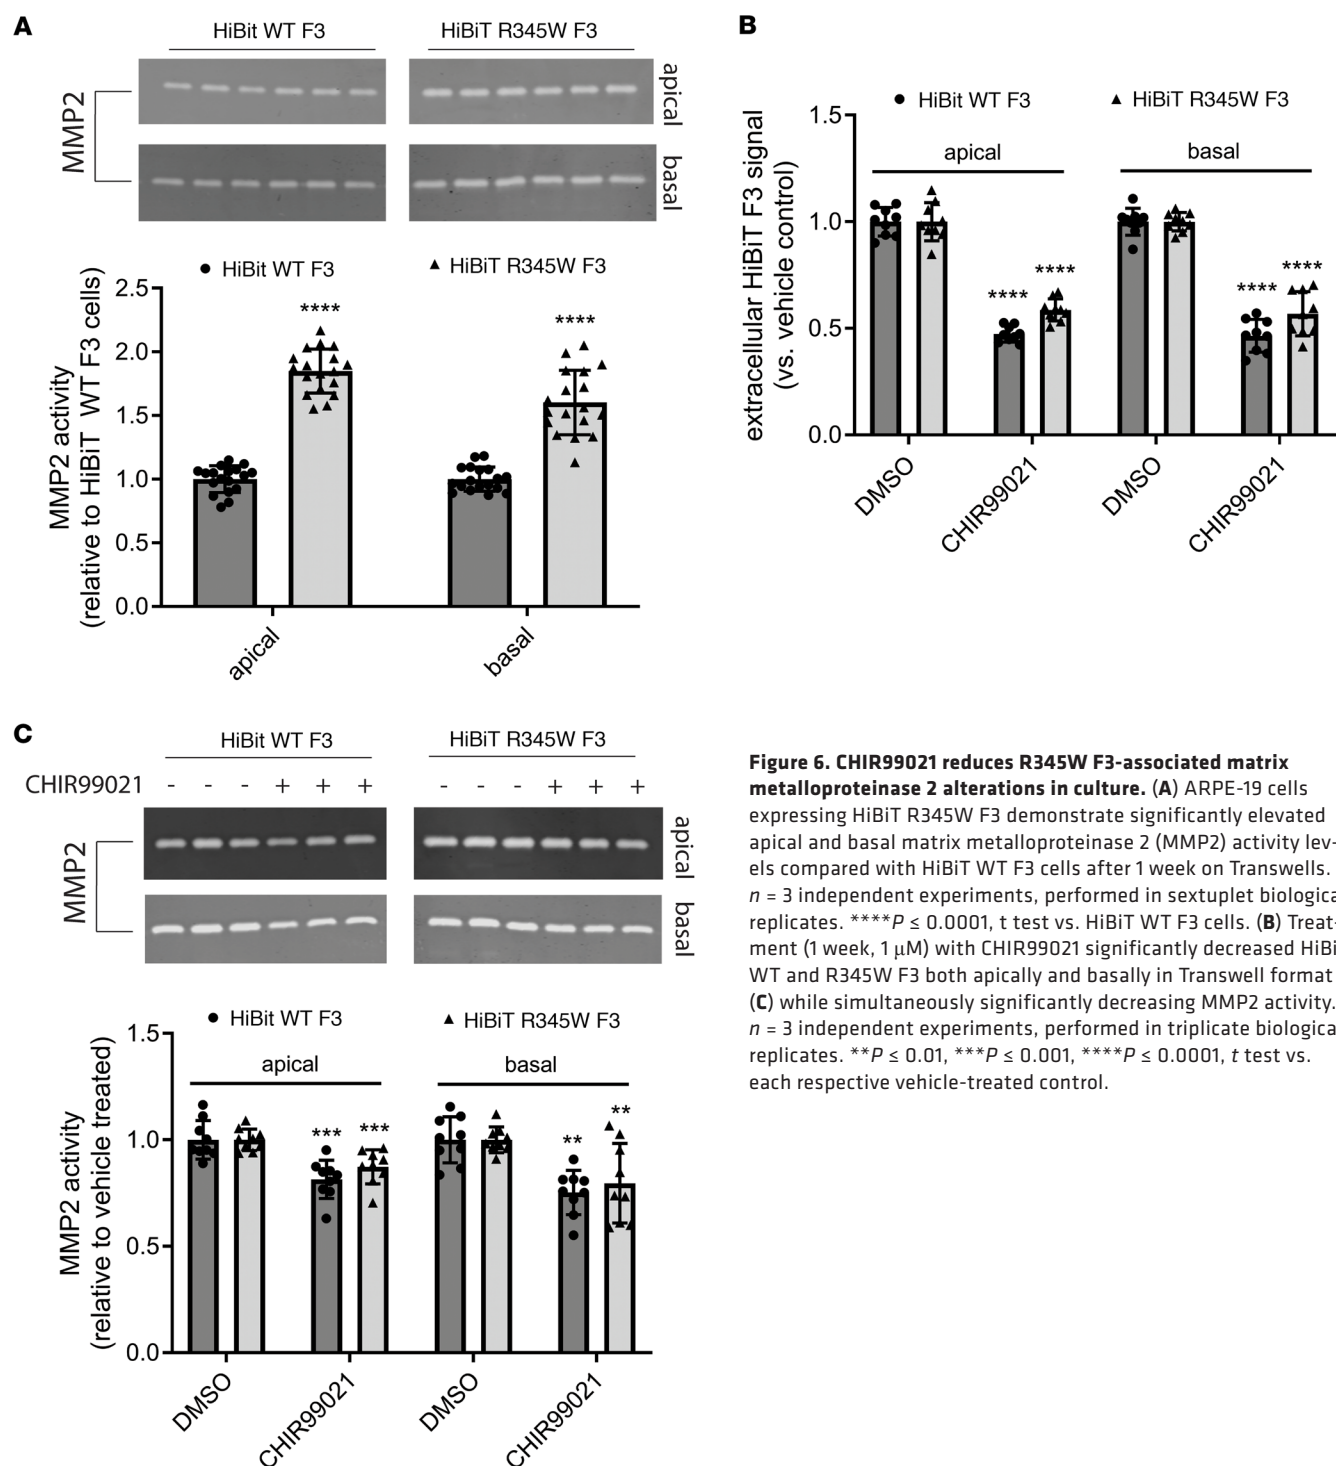 A
HiBit WT F3
HiBiT R345W F3
MMP2
apical
basal
HiBit WT F3
HiBiT R345W F3
MMP2 activity
(relative to HiBiT WT F3 cells)
2.5
2.0
1.5
1.0
0.5
0.0
****
****
apical
basal
B
HiBit WT F3
HiBiT R345W F3
extracellular HiBiT F3 signal
(vs. vehicle control)
1.5
1.0
0.5
0.0
apical
basal
****
****
****
****
DMSO
CHIR99021
DMSO
CHIR99021
C
HiBit WT F3
HiBiT R345W F3
CHIR99021 - - - + + + - - - + + +
MMP2
apical
basal
HiBit WT F3
HiBiT R345W F3
MMP2 activity
(relative to vehicle treated)
1.5
1.0
0.5
0.0
apical
basal
***
***
**
**
DMSO
CHIR99021
DMSO
CHIR99021
Figure 6. CHIR99021 reduces R345W F3-associated matrix
metalloproteinase 2 alterations in culture. (A) ARPE-19 cells
expressing HiBiT R345W F3 demonstrate significantly elevated
apical and basal matrix metalloproteinase 2 (MMP2) activity lev-
els compared with HiBiT WT F3 cells after 1 week on Transwells.
n = 3 independent experiments, performed in sextuplet biologica
replicates. ****P ≤ 0.0001, t test vs. HiBiT WT F3 cells. (B) Treat-
ment (1 week, 1 μM) with CHIR99021 significantly decreased HiBi
WT and R345W F3 both apically and basally in Transwell format
(C) while simultaneously significantly decreasing MMP2 activity.
n = 3 independent experiments, performed in triplicate biologica
replicates. **P ≤ 0.01, ***P ≤ 0.001, ****P ≤ 0.0001, t test vs.
each respective vehicle-treated control.